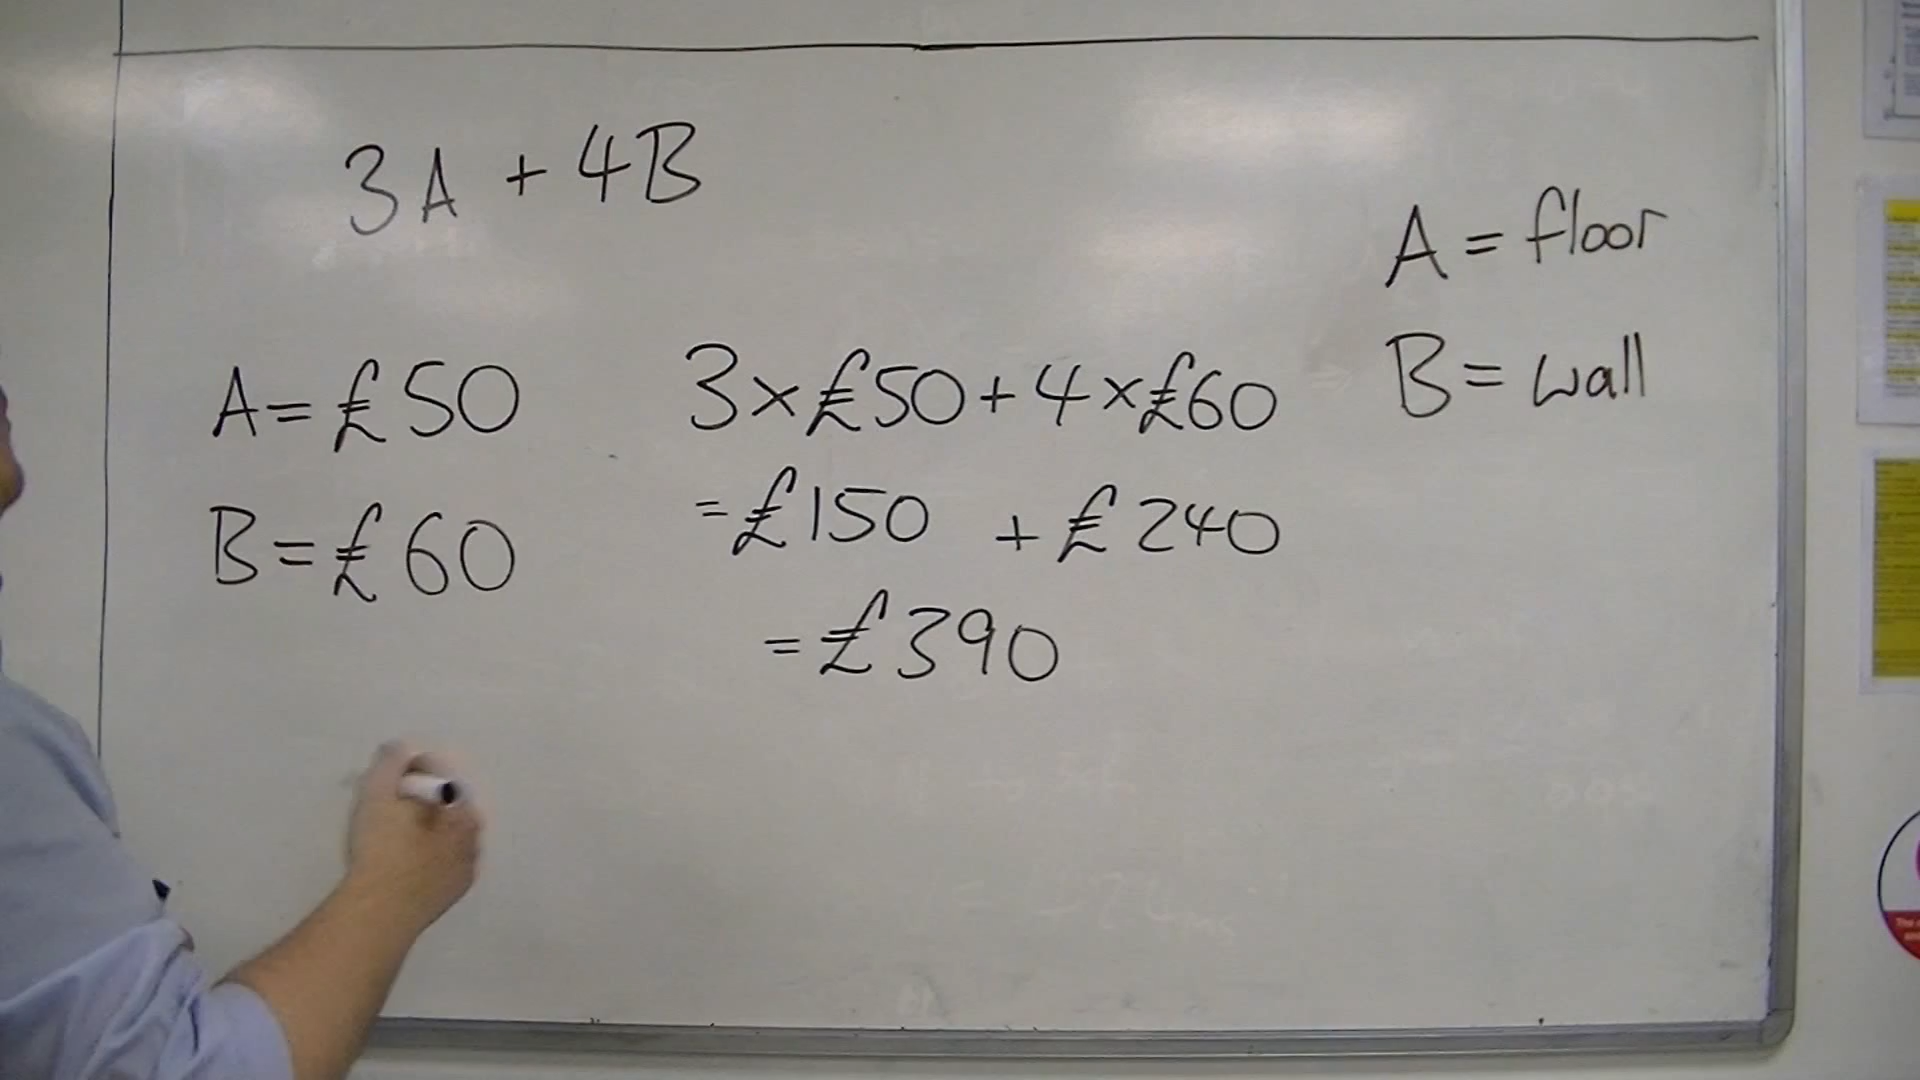 3A + 4B
A = floor
B = wall
A = £50
B = £60
3 × £50 + 4 × £60
= £150 + £240
= £390